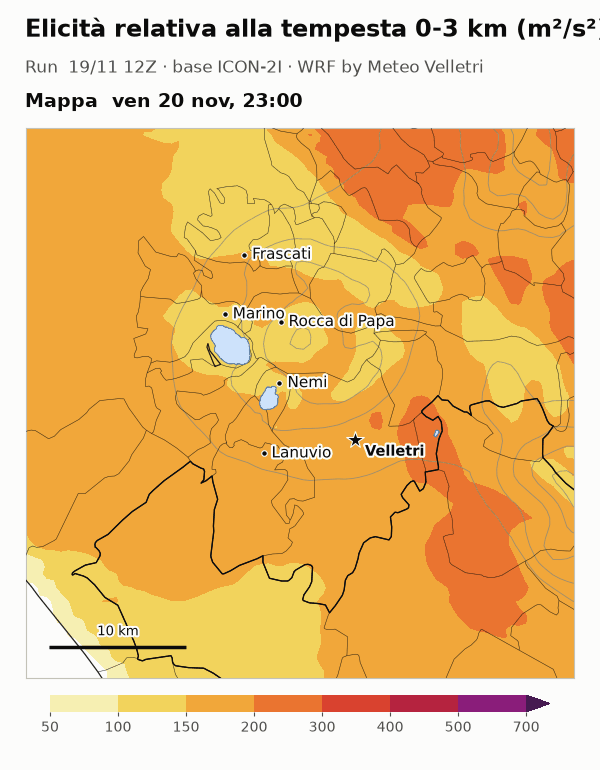 Elicità relativa alla tempesta 0-3 km (m²/s²)
Run  19/11 12Z · base ICON-2I · WRF by Meteo Velletri
Mappa  ven 20 nov, 23:00
Frascati
Marino
Rocca di Papa
Nemi
Velletri
Lanuvio
10 km
50 100 150 200 300 400 500 700